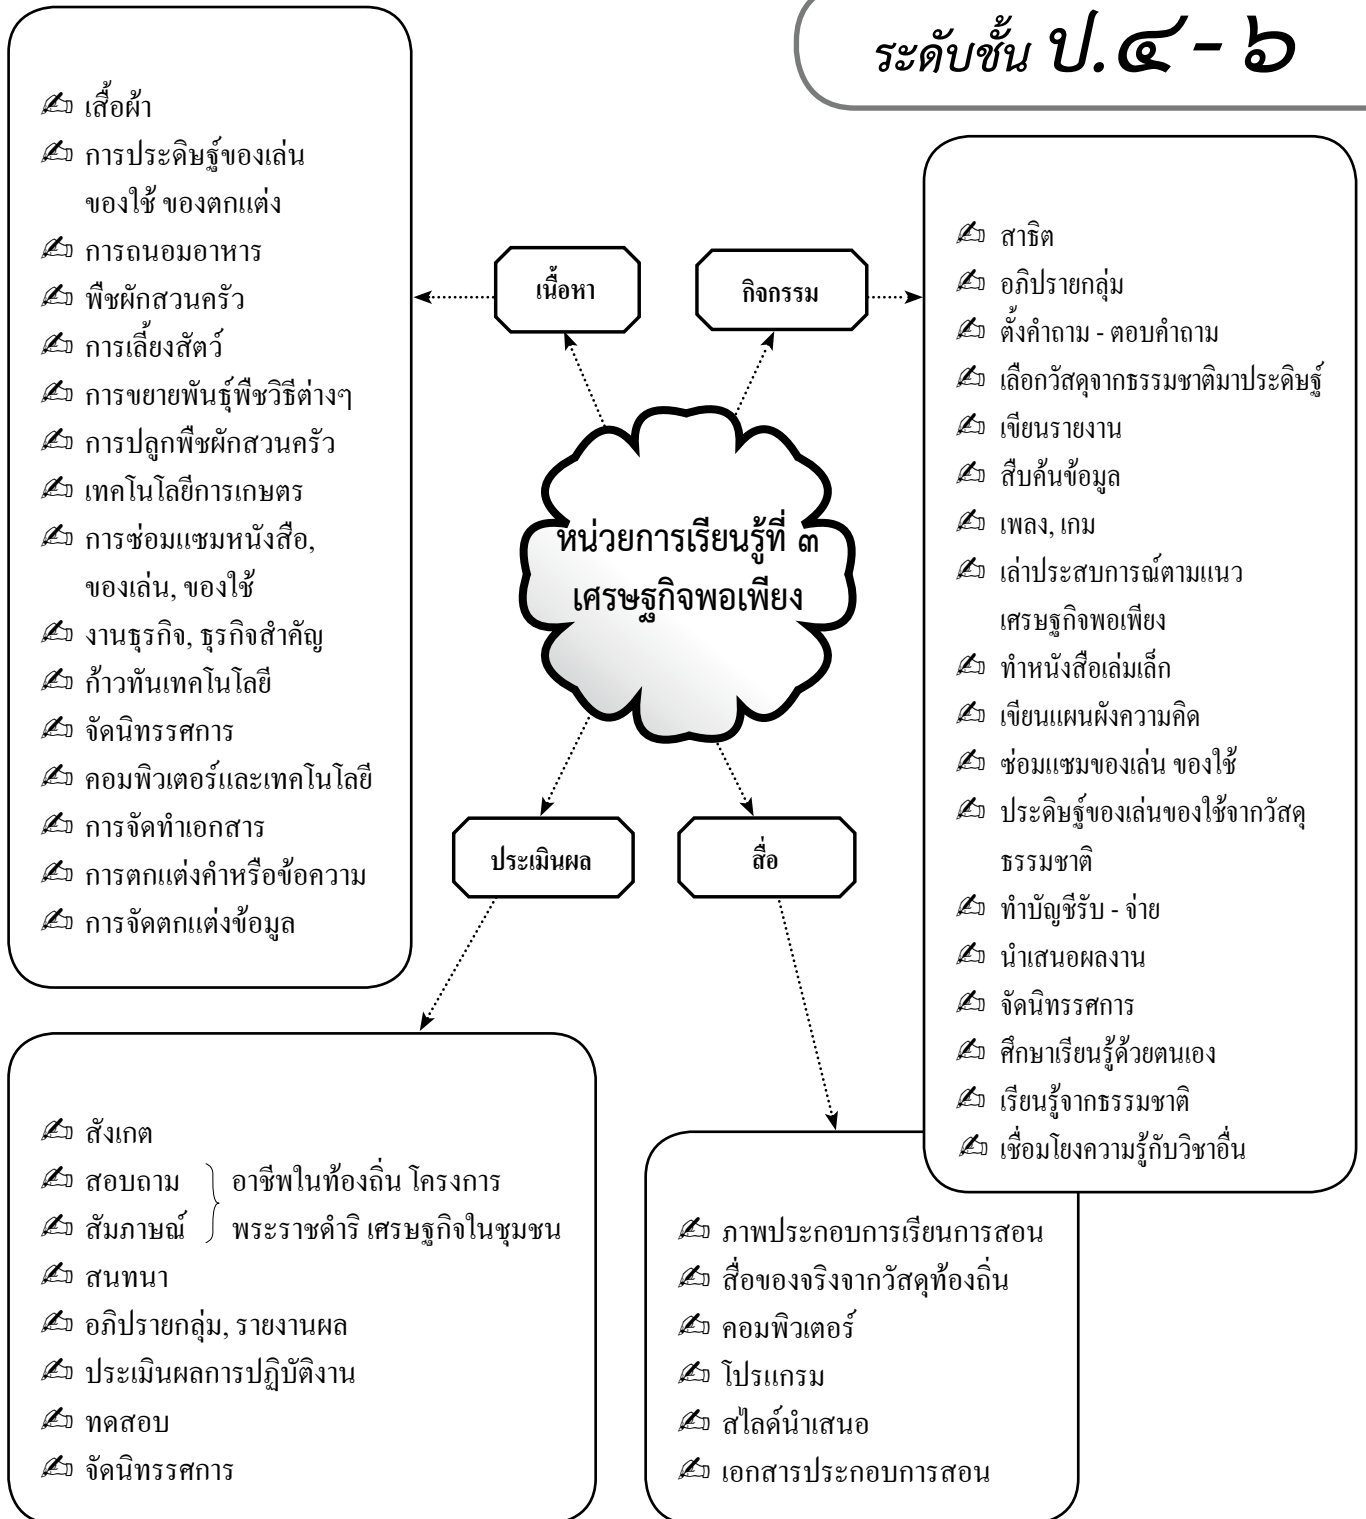 ระดับชั้น ป.๔ - ๖
เสื้อผ้า
การประดิษฐ์ของเล่น
ของใช้ ของตกแต่ง
การถนอมอาหาร
พืชผักสวนครัว
การเลี้ยงสัตว์
การขยายพันธุ์พืชวิธีต่างๆ
การปลูกพืชผักสวนครัว
เทคโนโลยีการเกษตร
การซ่อมแซมหนังสือ,
ของเล่น, ของใช้
งานธุรกิจ, ธุรกิจสำคัญ
ก้าวทันเทคโนโลยี
จัดนิทรรศการ
คอมพิวเตอร์และเทคโนโลยี
การจัดทำเอกสาร
การตกแต่งคำหรือข้อความ
การจัดตกแต่งข้อมูล
เนื้อหา
กิจกรรม
หน่วยการเรียนรู้ที่ ๓
เศรษฐกิจพอเพียง
ประเมินผล
สื่อ
สาธิต
อภิปรายกลุ่ม
ตั้งคำถาม - ตอบคำถาม
เลือกวัสดุจากธรรมชาติมาประดิษฐ์
เขียนรายงาน
สืบค้นข้อมูล
เพลง, เกม
เล่าประสบการณ์ตามแนว
เศรษฐกิจพอเพียง
ทำหนังสือเล่มเล็ก
เขียนแผนผังความคิด
ซ่อมแซมของเล่น ของใช้
ประดิษฐ์ของเล่นของใช้จากวัสดุ
ธรรมชาติ
ทำบัญชีรับ - จ่าย
นำเสนอผลงาน
จัดนิทรรศการ
ศึกษาเรียนรู้ด้วยตนเอง
เรียนรู้จากธรรมชาติ
เชื่อมโยงความรู้กับวิชาอื่น
สังเกต
สอบถาม อาชีพในท้องถิ่น โครงการ
สัมภาษณ์ พระราชดำริ เศรษฐกิจในชุมชน
สนทนา
อภิปรายกลุ่ม, รายงานผล
ประเมินผลการปฏิบัติงาน
ทดสอบ
จัดนิทรรศการ
ภาพประกอบการเรียนการสอน
สื่อของจริงจากวัสดุท้องถิ่น
คอมพิวเตอร์
โปรแกรม
สไลด์นำเสนอ
เอกสารประกอบการสอน